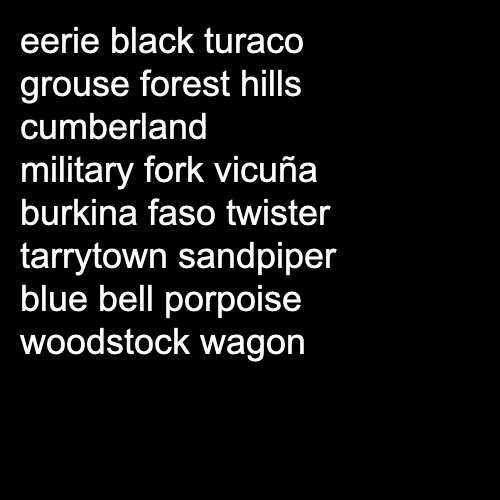 eerie black turaco
grouse forest hills
cumberland
military fork vicuña
burkina faso twister
tarrytown sandpiper
blue bell porpoise
woodstock wagon